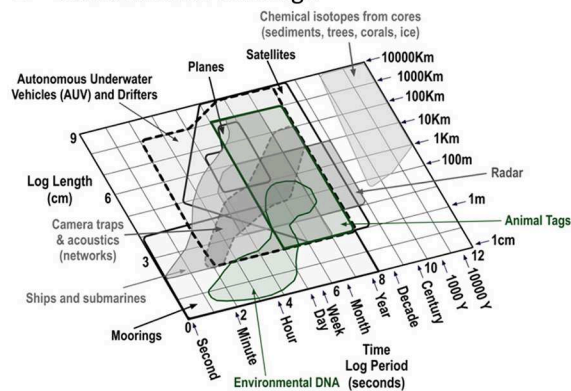 Chemical isotopes from cores
(sediments, trees, corals, ice)
Satellites
Planes
Autonomous Underwater
Vehicles (AUV) and Drifters
10000Km
1000Km
100Km
10Km
1Km
100m
1m
1cm
9
Log Length
(cm)
6
3
Radar
Animal Tags
Camera traps
& acoustics
(networks)
Ships and submarines
Moorings
0
2
4
6
8
10
12
Second
Minute
Hour
Day
Week
Month
Year
Decade
Century
1000 Y
10000 Y
Time
Log Period
(seconds)
Environmental DNA